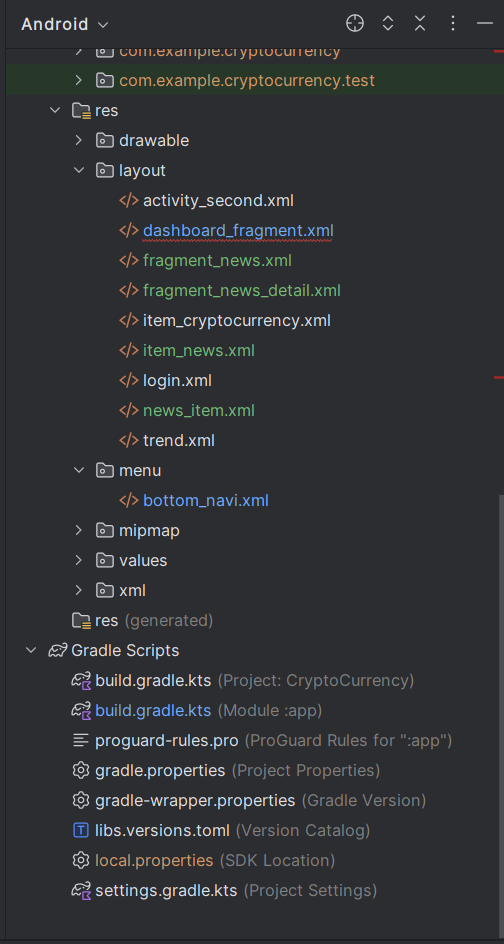 Android
com.example.cryptocurrency
com.example.cryptocurrency.test
res
drawable
layout
activity_second.xml
dashboard_fragment.xml
fragment_news.xml
fragment_news_detail.xml
item_cryptocurrency.xml
item_news.xml
login.xml
news_item.xml
trend.xml
menu
bottom_navi.xml
mipmap
values
xml
res (generated)
Gradle Scripts
build.gradle.kts (Project: CryptoCurrency)
build.gradle.kts (Module :app)
proguard-rules.pro (ProGuard Rules for ":app")
gradle.properties (Project Properties)
gradle-wrapper.properties (Gradle Version)
libs.versions.toml (Version Catalog)
local.properties (SDK Location)
settings.gradle.kts (Project Settings)